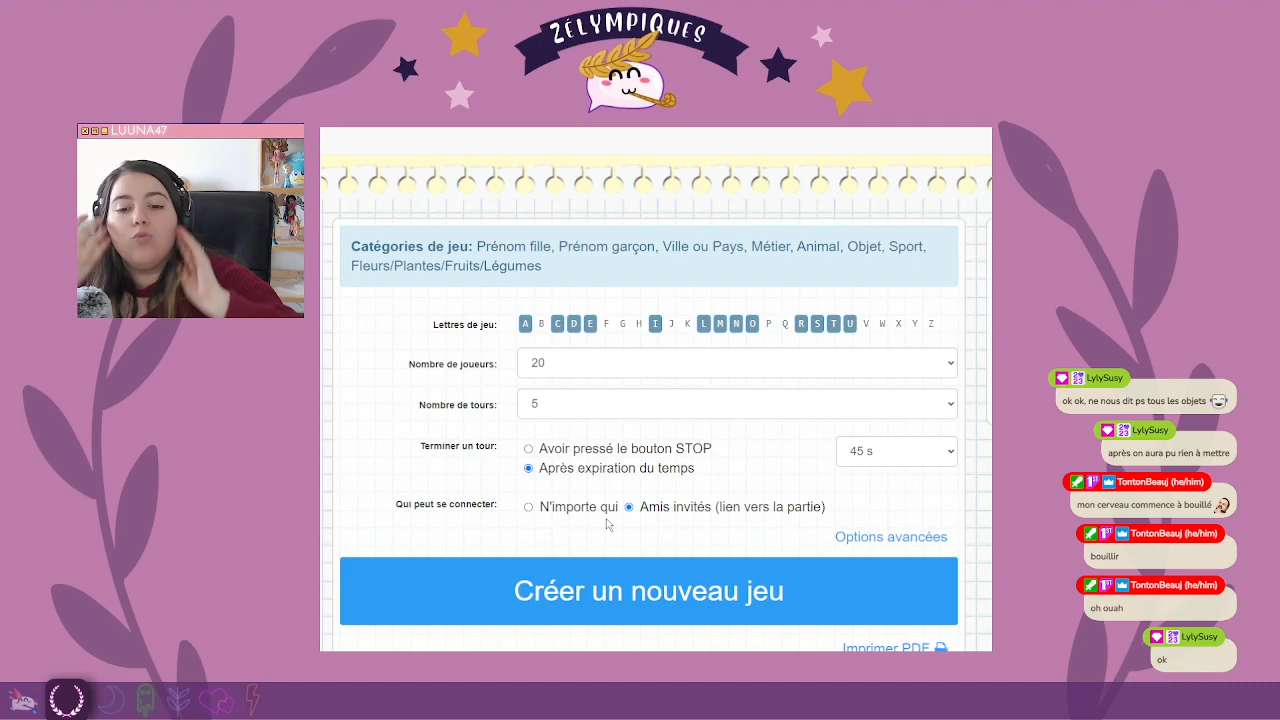 ZÉLYMPIQUES
LUUNA47
Catégories de jeu: Prénom fille, Prénom garçon, Ville ou Pays, Métier, Animal, Objet, Sport,
Fleurs/Plantes/Fruits/Légumes
Lettres de jeu: A B C D E F G H I J K L M N O P Q R S T U V W X Y Z
Nombre de joueurs: 20
Nombre de tours: 5
Terminer un tour: Avoir pressé le bouton STOP 45 s
Après expiration du temps
Qui peut se connecter: N'importe qui Amis invités (lien vers la partie)
Options avancées
Créer un nouveau jeu
Imprimer PDF
LylySusy
ok ok, ne nous dit ps tous les objets
LylySusy
après on aura pu rien à mettre
1ST TontonBeauj (he/him)
mon cerveau commence à bouillé
1ST TontonBeauj (he/him)
bouillir
1ST TontonBeauj (he/him)
oh ouah
LylySusy
ok